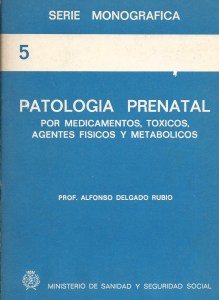 SERIE MONOGRAFICA
5
PATOLOGIA PRENATAL
POR MEDICAMENTOS, TOXICOS,
AGENTES FISICOS Y METABOLICOS
PROF. ALFONSO DELGADO RUBIO
MINISTERIO DE SANIDAD Y SEGURIDAD SOCIAL